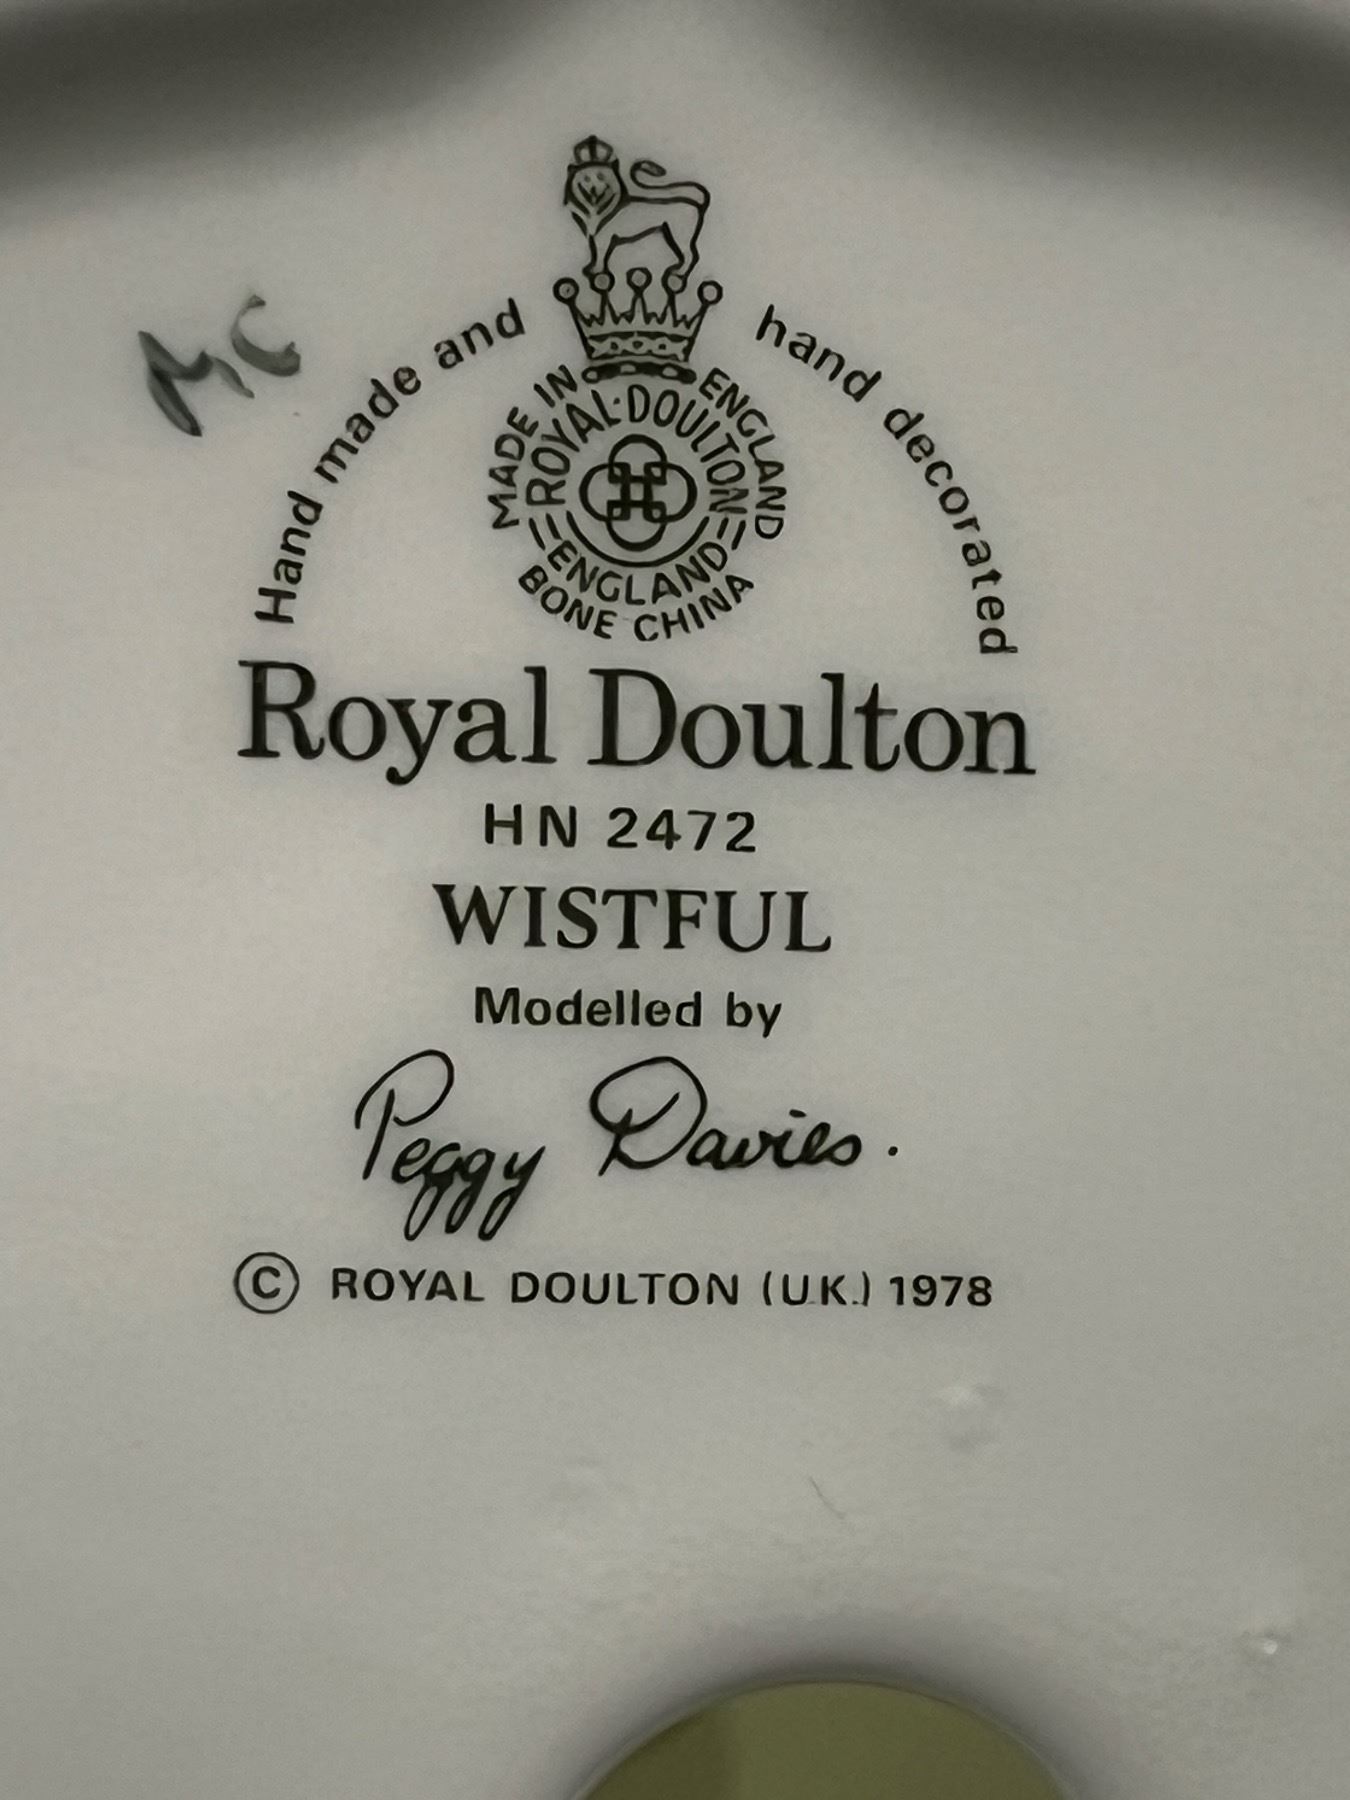 MC
Hand made and hand decorated
MADE IN ENGLAND
ROYAL·DOULTON
ENGLAND
BONE CHINA
Royal Doulton
HN 2472
WISTFUL
Modelled by
Peggy Davies.
© ROYAL DOULTON (U.K.) 1978